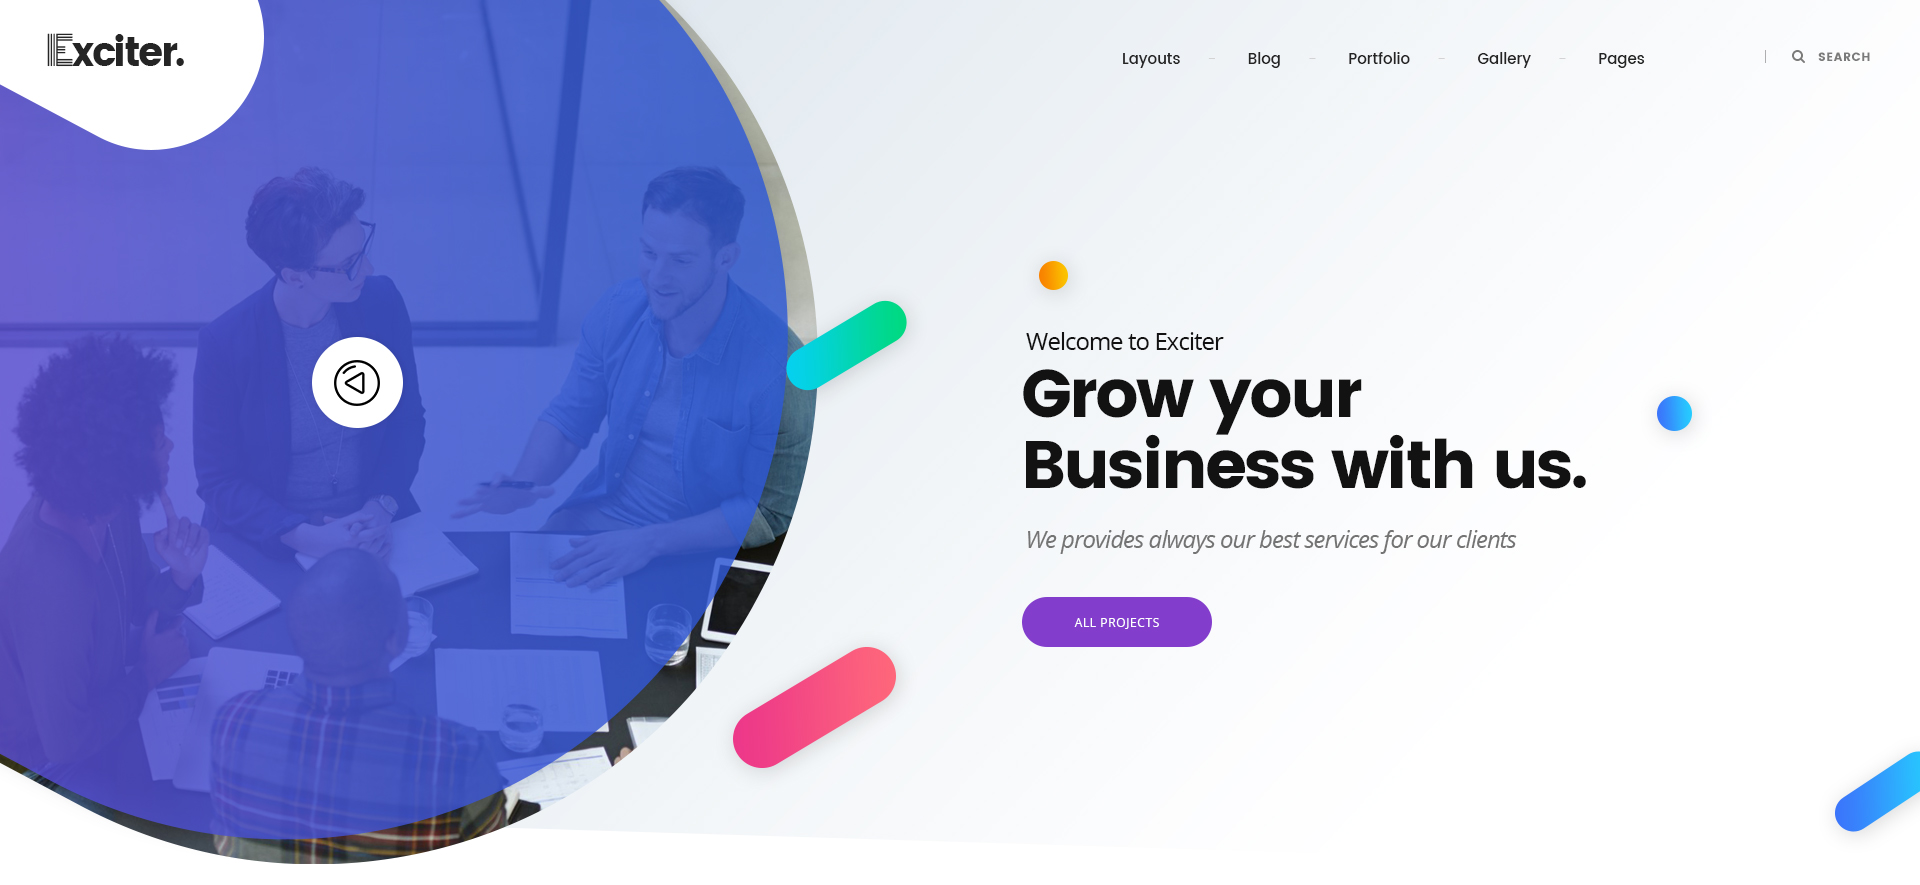 Exciter.
Layouts – Blog – Portfolio – Gallery – Pages
SEARCH
Welcome to Exciter
Grow your
Business with us.
We provides always our best services for our clients
ALL PROJECTS